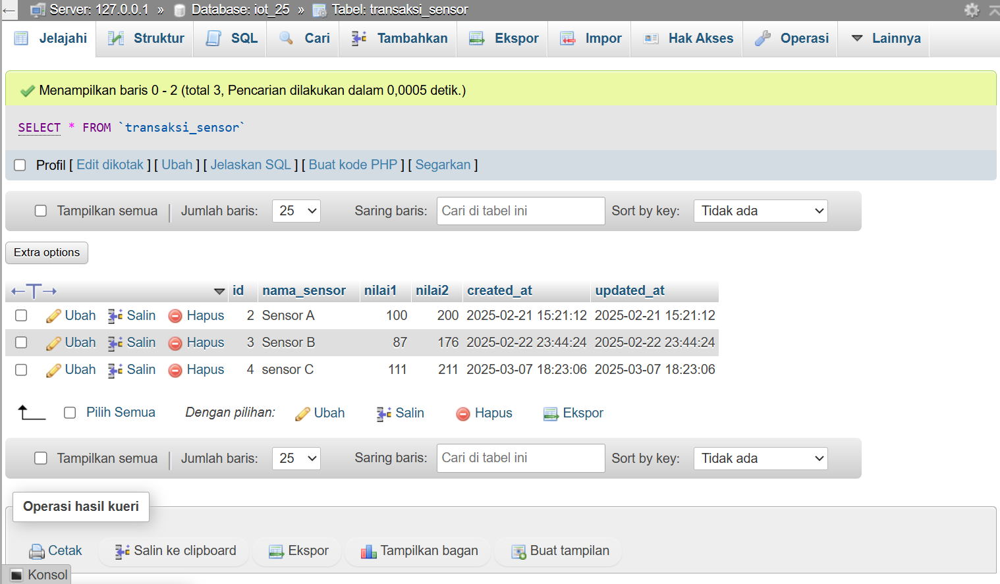 Server: 127.0.0.1 » Database: iot_25 » Tabel: transaksi_sensor
Jelajahi Struktur SQL Cari Tambahkan Ekspor Impor Hak Akses Operasi Lainnya
Menampilkan baris 0 - 2 (total 3, Pencarian dilakukan dalam 0,0005 detik.)
SELECT * FROM `transaksi_sensor`
Profil [ Edit dikotak ] [ Ubah ] [ Jelaskan SQL ] [ Buat kode PHP ] [ Segarkan ]
Tampilkan semua | Jumlah baris: 25 Saring baris: Cari di tabel ini Sort by key: Tidak ada
Extra options
←T→ id nama_sensor nilai1 nilai2 created_at updated_at
Ubah Salin Hapus 2 Sensor A 100 200 2025-02-21 15:21:12 2025-02-21 15:21:12
Ubah Salin Hapus 3 Sensor B 87 176 2025-02-22 23:44:24 2025-02-22 23:44:24
Ubah Salin Hapus 4 sensor C 111 211 2025-03-07 18:23:06 2025-03-07 18:23:06
Pilih Semua Dengan pilihan: Ubah Salin Hapus Ekspor
Tampilkan semua | Jumlah baris: 25 Saring baris: Cari di tabel ini Sort by key: Tidak ada
Operasi hasil kueri
Cetak Salin ke clipboard Ekspor Tampilkan bagan Buat tampilan
Konsol